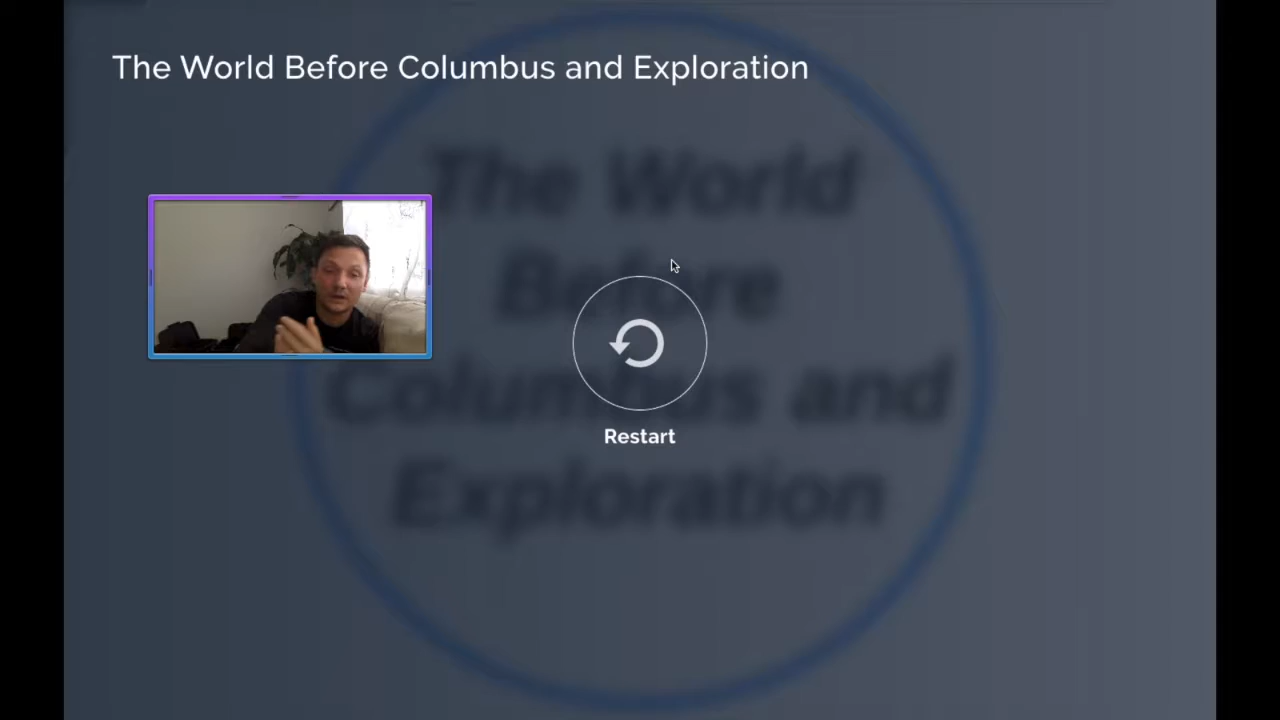 The World Before Columbus and Exploration
The World
Before
Columbus and
Exploration
Restart